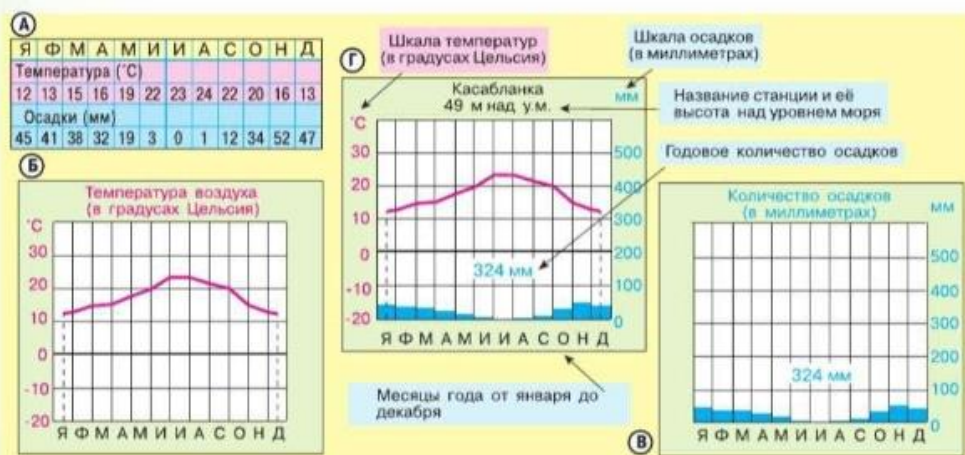 А
Я Ф М А М И И А С О Н Д
Температура (°C)
12 13 15 16 19 22 23 24 22 20 16 13
Осадки (мм)
45 41 38 32 19 3 0 1 12 34 52 47
Б
Температура воздуха
(в градусах Цельсия)
°C
30
20
10
0
-10
-20
Я Ф М А М И И А С О Н Д
Шкала температур
(в градусах Цельсия)
Шкала осадков
(в миллиметрах)
Г
Касабланка
49 м над у.м.
мм
°C
30
20
10
0
-10
-20
500
400
300
200
100
0
324 мм
Я Ф М А М И И А С О Н Д
Название станции и её
высота над уровнем моря
Годовое количество осадков
Месяцы года от января до
декабря
Количество осадков
(в миллиметрах)
мм
500
400
300
200
100
0
324 мм
Я Ф М А М И И А С О Н Д
В